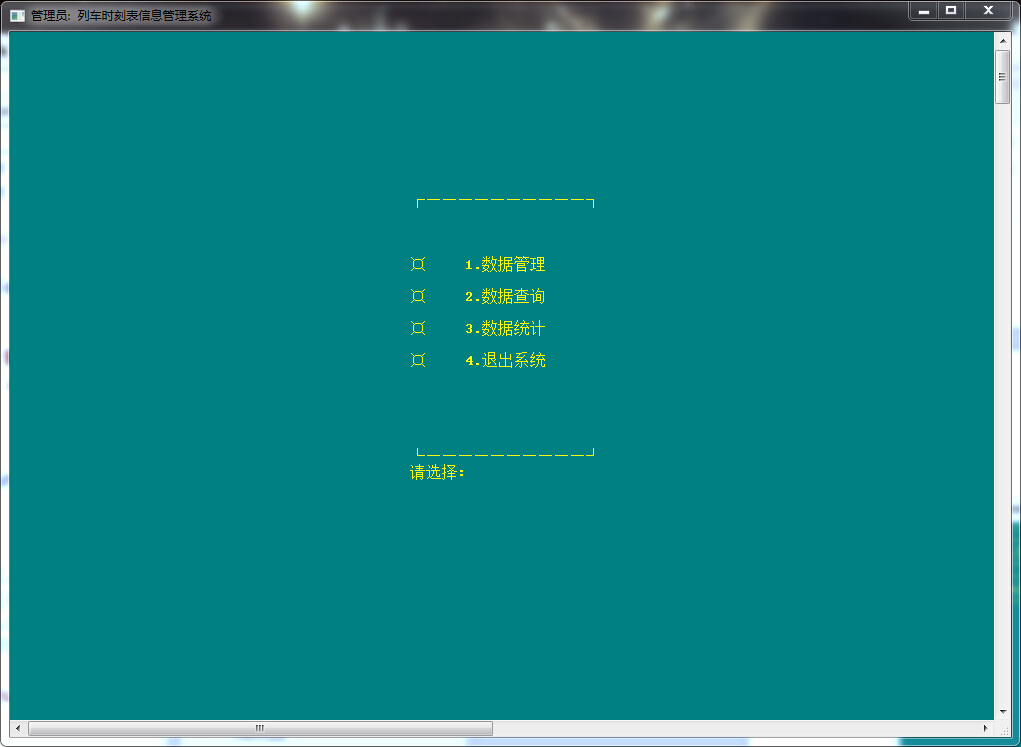 管理员: 列车时刻表信息管理系统
¤ 1.数据管理
¤ 2.数据查询
¤ 3.数据统计
¤ 4.退出系统
请选择: